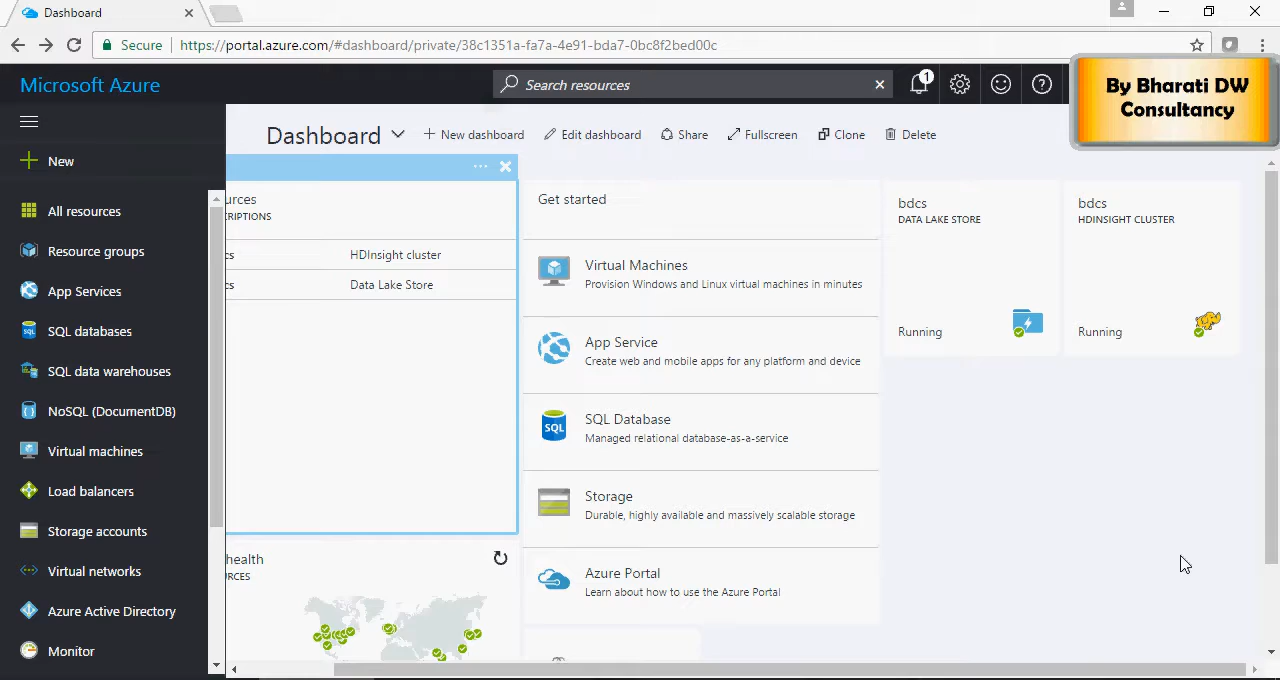 Dashboard
Secure
https://portal.azure.com/#dashboard/private/38c1351a-fa7a-4e91-bda7-0bc8f2bed00c
Microsoft Azure
Search resources
1
By Bharati DW
Consultancy
New
All resources
Resource groups
App Services
SQL databases
SQL data warehouses
NoSQL (DocumentDB)
Virtual machines
Load balancers
Storage accounts
Virtual networks
Azure Active Directory
Monitor
Dashboard
New dashboard
Edit dashboard
Share
Fullscreen
Clone
Delete
urces
CRIPTIONS
cs HDInsight cluster
cs Data Lake Store
health
RCES
Get started
Virtual Machines
Provision Windows and Linux virtual machines in minutes
App Service
Create web and mobile apps for any platform and device
SQL
SQL Database
Managed relational database-as-a-service
Storage
Durable, highly available and massively scalable storage
Azure Portal
Learn about how to use the Azure Portal
bdcs
DATA LAKE STORE
Running
bdcs
HDINSIGHT CLUSTER
Running